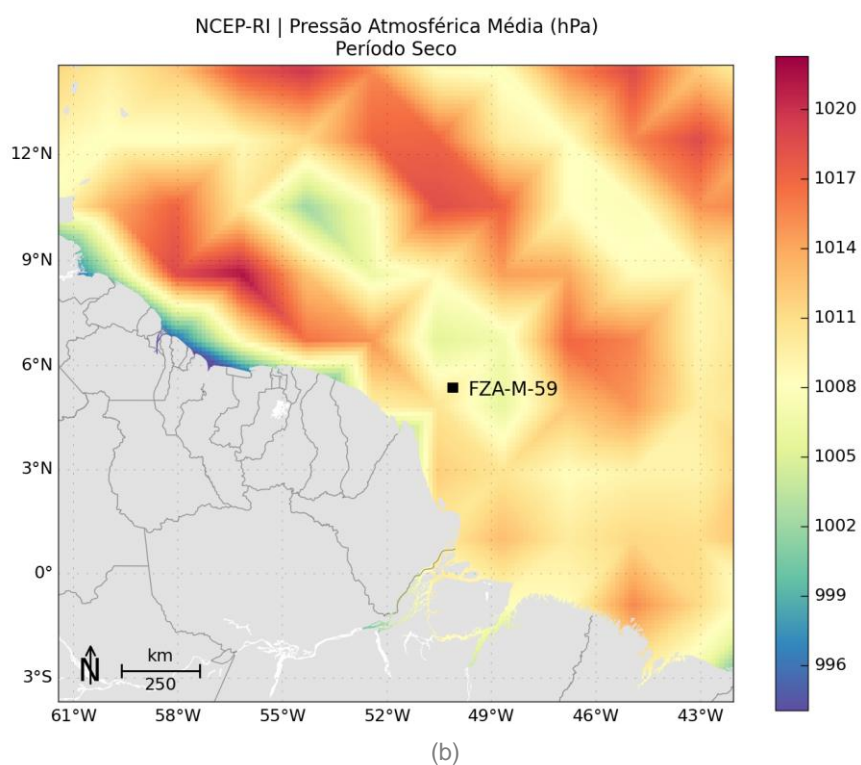 NCEP-RI | Pressão Atmosférica Média (hPa)
Período Seco
1020
1017
1014
1011
1008
1005
1002
999
996
12°N
9°N
6°N
3°N
0°
3°S
FZA-M-59
N
km
250
61°W 58°W 55°W 52°W 49°W 46°W 43°W
(b)